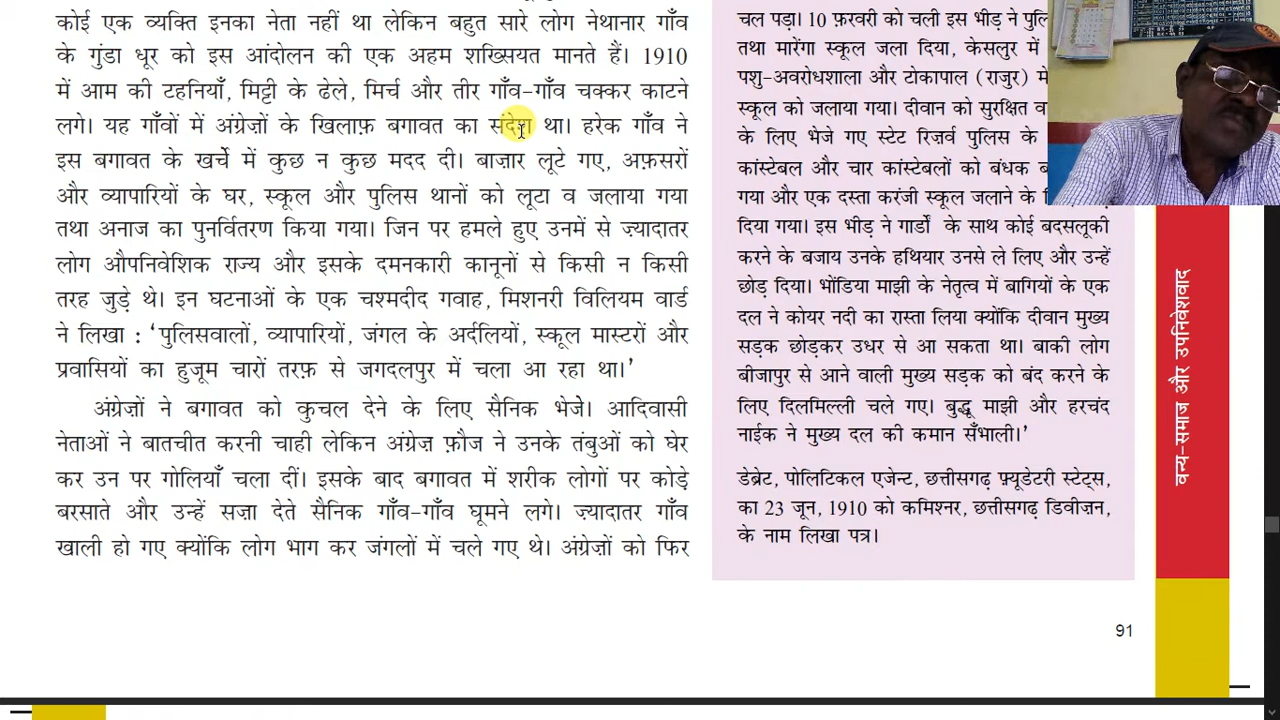 कोई एक व्यक्ति इनका नेता नहीं था लेकिन बहुत सारे लोग नेथानार गाँव
के गुंडा धूर को इस आंदोलन की एक अहम शख्सियत मानते हैं। 1910
में आम की टहनियाँ, मिट्टी के ढेले, मिर्च और तीर गाँव-गाँव चक्कर काटने
लगे। यह गाँवों में अंग्रेज़ों के खिलाफ़ बगावत का संदेश था। हरेक गाँव ने
इस बगावत के खर्चे में कुछ न कुछ मदद दी। बाज़ार लूटे गए, अफ़सरों
और व्यापारियों के घर, स्कूल और पुलिस थानों को लूटा व जलाया गया
तथा अनाज का पुनर्वितरण किया गया। जिन पर हमले हुए उनमें से ज़्यादातर
लोग औपनिवेशिक राज्य और इसके दमनकारी कानूनों से किसी न किसी
तरह जुड़े थे। इन घटनाओं के एक चश्मदीद गवाह, मिशनरी विलियम वार्ड
ने लिखा : ‘पुलिसवालों, व्यापारियों, जंगल के अर्दलियों, स्कूल मास्टरों और
प्रवासियों का हुजूम चारों तरफ़ से जगदलपुर में चला आ रहा था।’
अंग्रेज़ों ने बगावत को कुचल देने के लिए सैनिक भेजे। आदिवासी
नेताओं ने बातचीत करनी चाही लेकिन अंग्रेज़ फ़ौज ने उनके तंबुओं को घेर
कर उन पर गोलियाँ चला दीं। इसके बाद बगावत में शरीक लोगों पर कोड़े
बरसाते और उन्हें सज़ा देते सैनिक गाँव-गाँव घूमने लगे। ज़्यादातर गाँव
खाली हो गए क्योंकि लोग भाग कर जंगलों में चले गए थे। अंग्रेज़ों को फिर
चल पड़ा। 10 फ़रवरी को चली इस भीड़ ने पुलि
तथा मारेंगा स्कूल जला दिया, केसलुर में
पशु-अवरोधशाला और टोकापाल (राजुर) में
स्कूल को जलाया गया। दीवान को सुरक्षित व
के लिए भेजे गए स्टेट रिज़र्व पुलिस के
कांस्टेबल और चार कांस्टेबलों को बंधक ब
गया और एक दस्ता करंजी स्कूल जलाने के
दिया गया। इस भीड़ ने गार्डों के साथ कोई बदसलूकी
करने के बजाय उनके हथियार उनसे ले लिए और उन्हें
छोड़ दिया। भोंडिया माझी के नेतृत्व में बागियों के एक
दल ने कोयर नदी का रास्ता लिया क्योंकि दीवान मुख्य
सड़क छोड़कर उधर से आ सकता था। बाकी लोग
बीजापुर से आने वाली मुख्य सड़क को बंद करने के
लिए दिलमिल्ली चले गए। बुद्धू माझी और हरचंद
नाईक ने मुख्य दल की कमान सँभाली।’
डेब्रेट, पोलिटिकल एजेन्ट, छत्तीसगढ़ फ़्यूडेटरी स्टेट्स,
का 23 जून, 1910 को कमिश्नर, छत्तीसगढ़ डिवीजन,
के नाम लिखा पत्र।
वन्य-समाज और उपनिवेशवाद
91